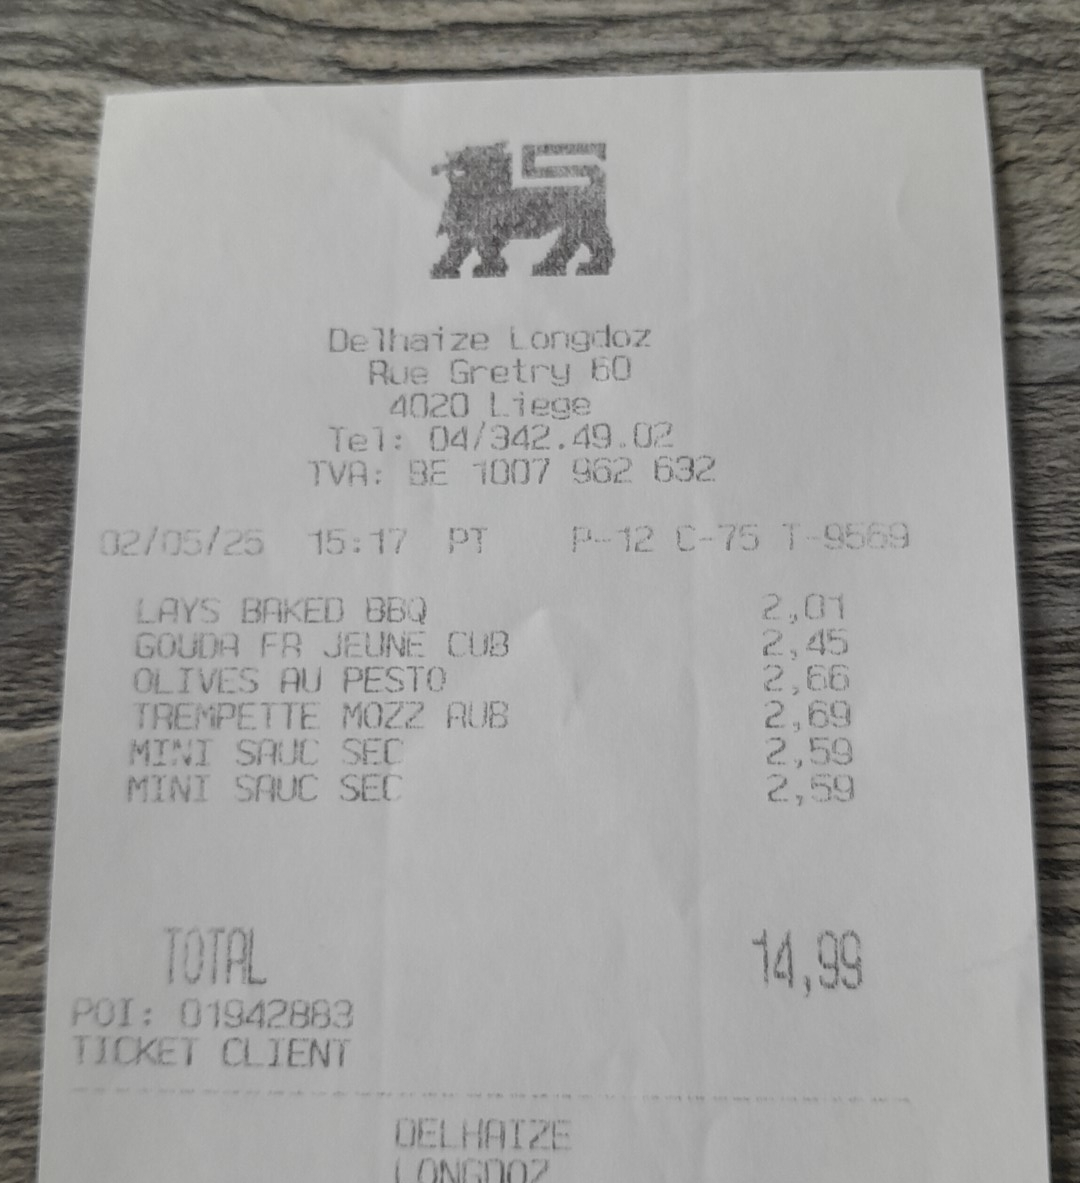 Delhaize Longdoz
Rue Gretry 60
4020 Liege
Tel: 04/342.49.02
TVA: BE 1007 962 632
02/05/25 15:17 PT P-12 C-75 T-9569
LAYS BAKED BBQ 2,01
GOUDA FR JEUNE CUB 2,45
OLIVES AU PESTO 2,66
TREMPETTE MOZZ AUB 2,69
MINI SAUC SEC 2,59
MINI SAUC SEC 2,59
TOTAL 14,99
POI: 01942883
TICKET CLIENT
DELHAIZE
LONGDOZ